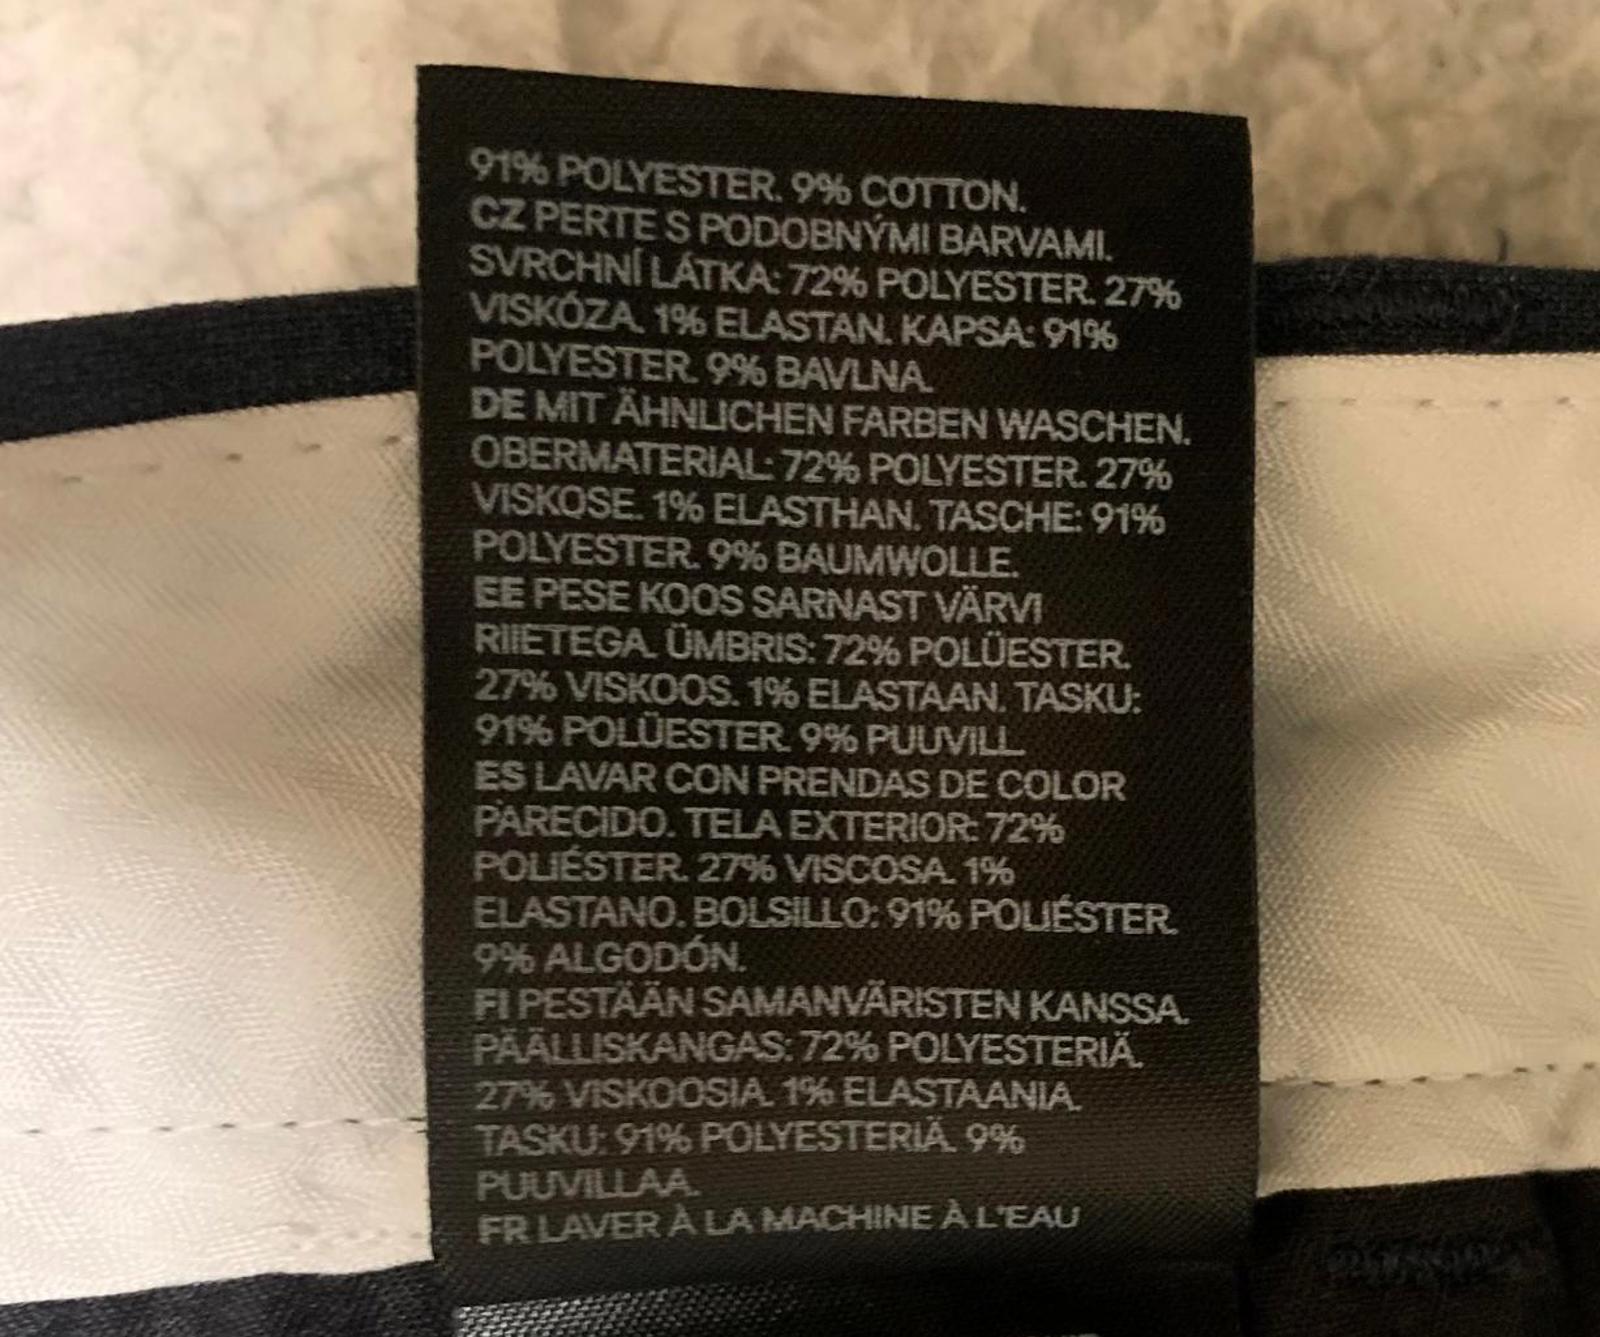 91% POLYESTER. 9% COTTON.
CZ PERTE S PODOBNÝMI BARVAMI.
SVRCHNÍ LÁTKA: 72% POLYESTER. 27%
VISKÓZA. 1% ELASTAN. KAPSA: 91%
POLYESTER. 9% BAVLNA.
DE MIT ÄHNLICHEN FARBEN WASCHEN.
OBERMATERIAL: 72% POLYESTER. 27%
VISKOSE. 1% ELASTHAN. TASCHE: 91%
POLYESTER. 9% BAUMWOLLE.
EE PESE KOOS SARNAST VÄRVI
RIIETEGA. ÜMBRIS: 72% POLÜESTER.
27% VISKOOS. 1% ELASTAAN. TASKU:
91% POLÜESTER. 9% PUUVILL.
ES LAVAR CON PRENDAS DE COLOR
PARECIDO. TELA EXTERIOR: 72%
POLIÉSTER. 27% VISCOSA. 1%
ELASTANO. BOLSILLO: 91% POLIÉSTER.
9% ALGODÓN.
FI PESTÄÄN SAMANVÄRISTEN KANSSA.
PÄÄLLISKANGAS: 72% POLYESTERIÄ.
27% VISKOOSIA. 1% ELASTAANIA.
TASKU: 91% POLYESTERIÄ. 9%
PUUVILLAA.
FR LAVER À LA MACHINE À L'EAU